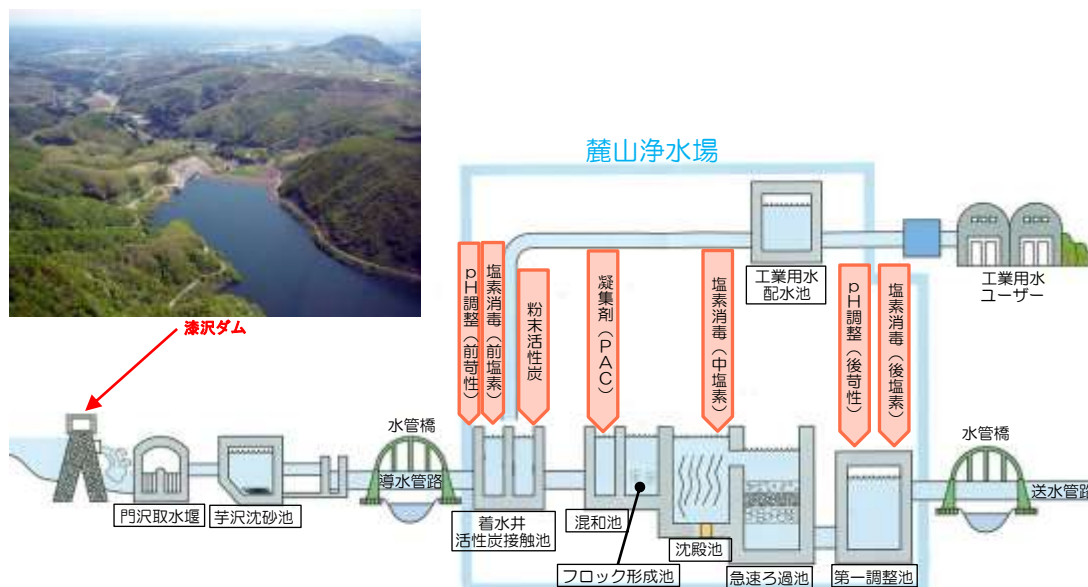 麓山浄水場
漆沢ダム
pH調整(前苛性)
塩素消毒(前塩素)
粉末活性炭
凝集剤(PAC)
塩素消毒(中塩素)
pH調整(後苛性)
塩素消毒(後塩素)
工業用水
配水池
工業用水
ユーザー
水管橋
導水管路
門沢取水堰
芋沢沈砂池
着水井
活性炭接触池
混和池
フロック形成池
沈殿池
急速ろ過池
第一調整池
水管橋
送水管路